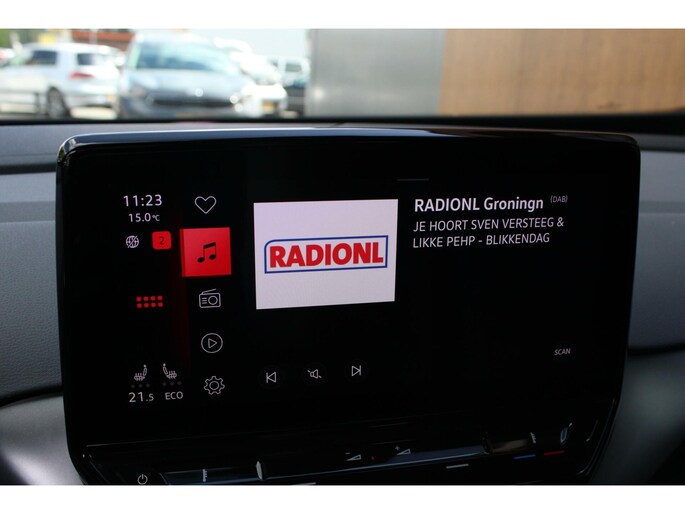 11:23
15.0°C
2
21.5 ECO
RADIONL
RADIONL Groningn (DAB)
JE HOORT SVEN VERSTEEG &
LIKKE PEHP - BLIKKENDAG
SCAN